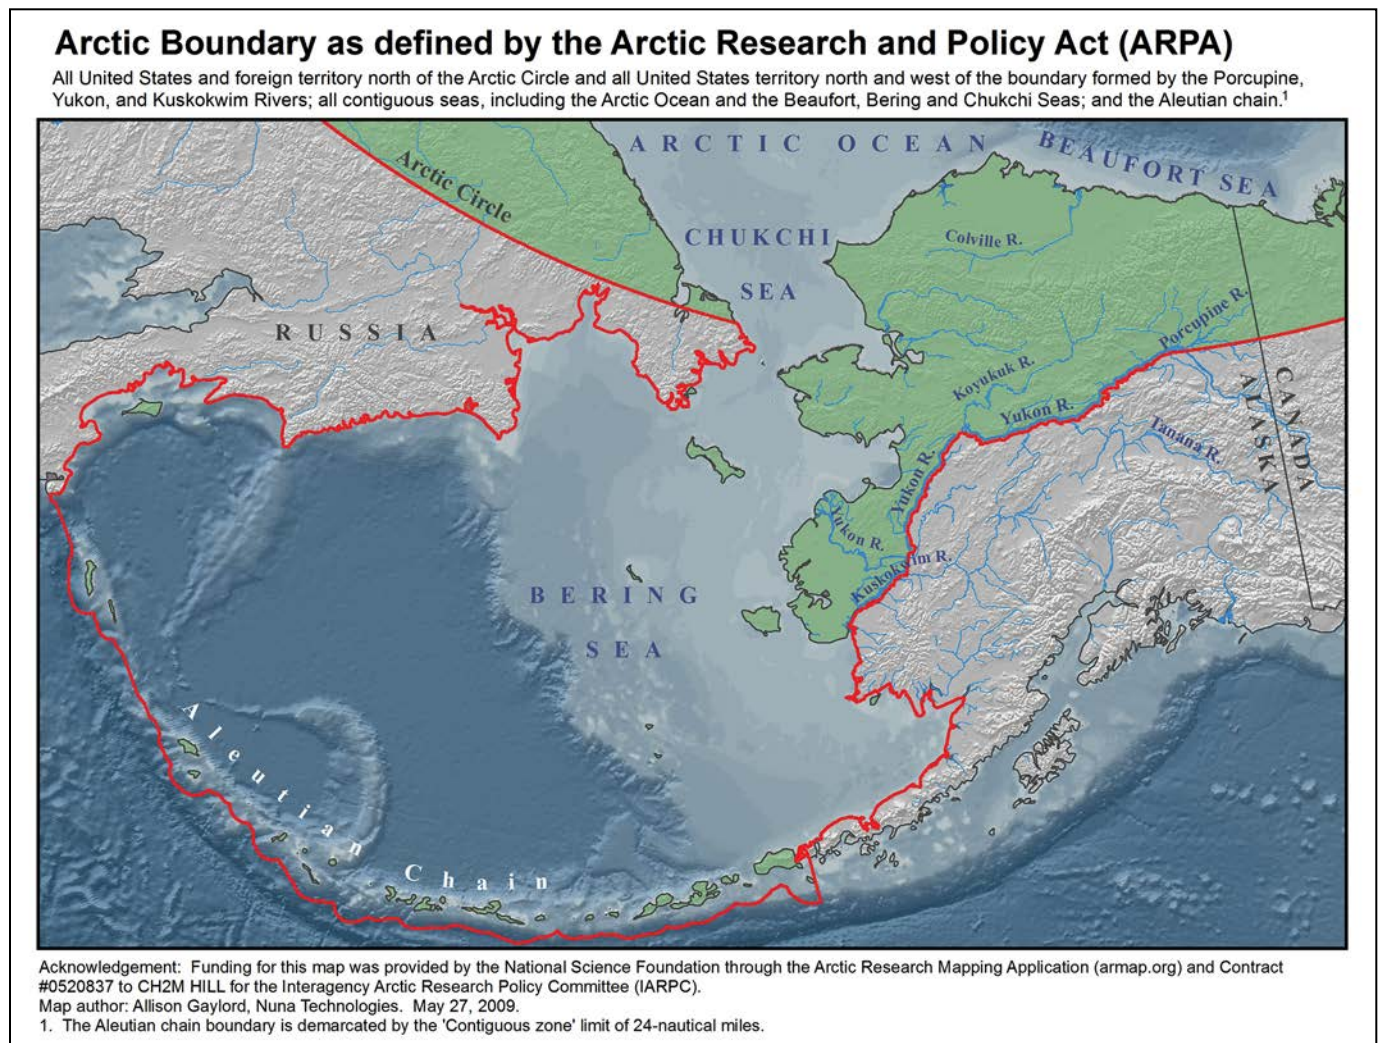 Arctic Boundary as defined by the Arctic Research and Policy Act (ARPA)
All United States and foreign territory north of the Arctic Circle and all United States territory north and west of the boundary formed by the Porcupine,
Yukon, and Kuskokwim Rivers; all contiguous seas, including the Arctic Ocean and the Beaufort, Bering and Chukchi Seas; and the Aleutian chain.1
ARCTIC OCEAN
BEAUFORT SEA
Arctic Circle
CHUKCHI
SEA
Colville R.
RUSSIA
Porcupine R.
Koyukuk R.
Yukon R.
Tanana R.
ALASKA
CANADA
Yukon R.
Yukon R.
Kuskokwim R.
BERING
SEA
Aleutian
Chain
Acknowledgement: Funding for this map was provided by the National Science Foundation through the Arctic Research Mapping Application (armap.org) and Contract
#0520837 to CH2M HILL for the Interagency Arctic Research Policy Committee (IARPC).
Map author: Allison Gaylord, Nuna Technologies. May 27, 2009.
1. The Aleutian chain boundary is demarcated by the 'Contiguous zone' limit of 24-nautical miles.